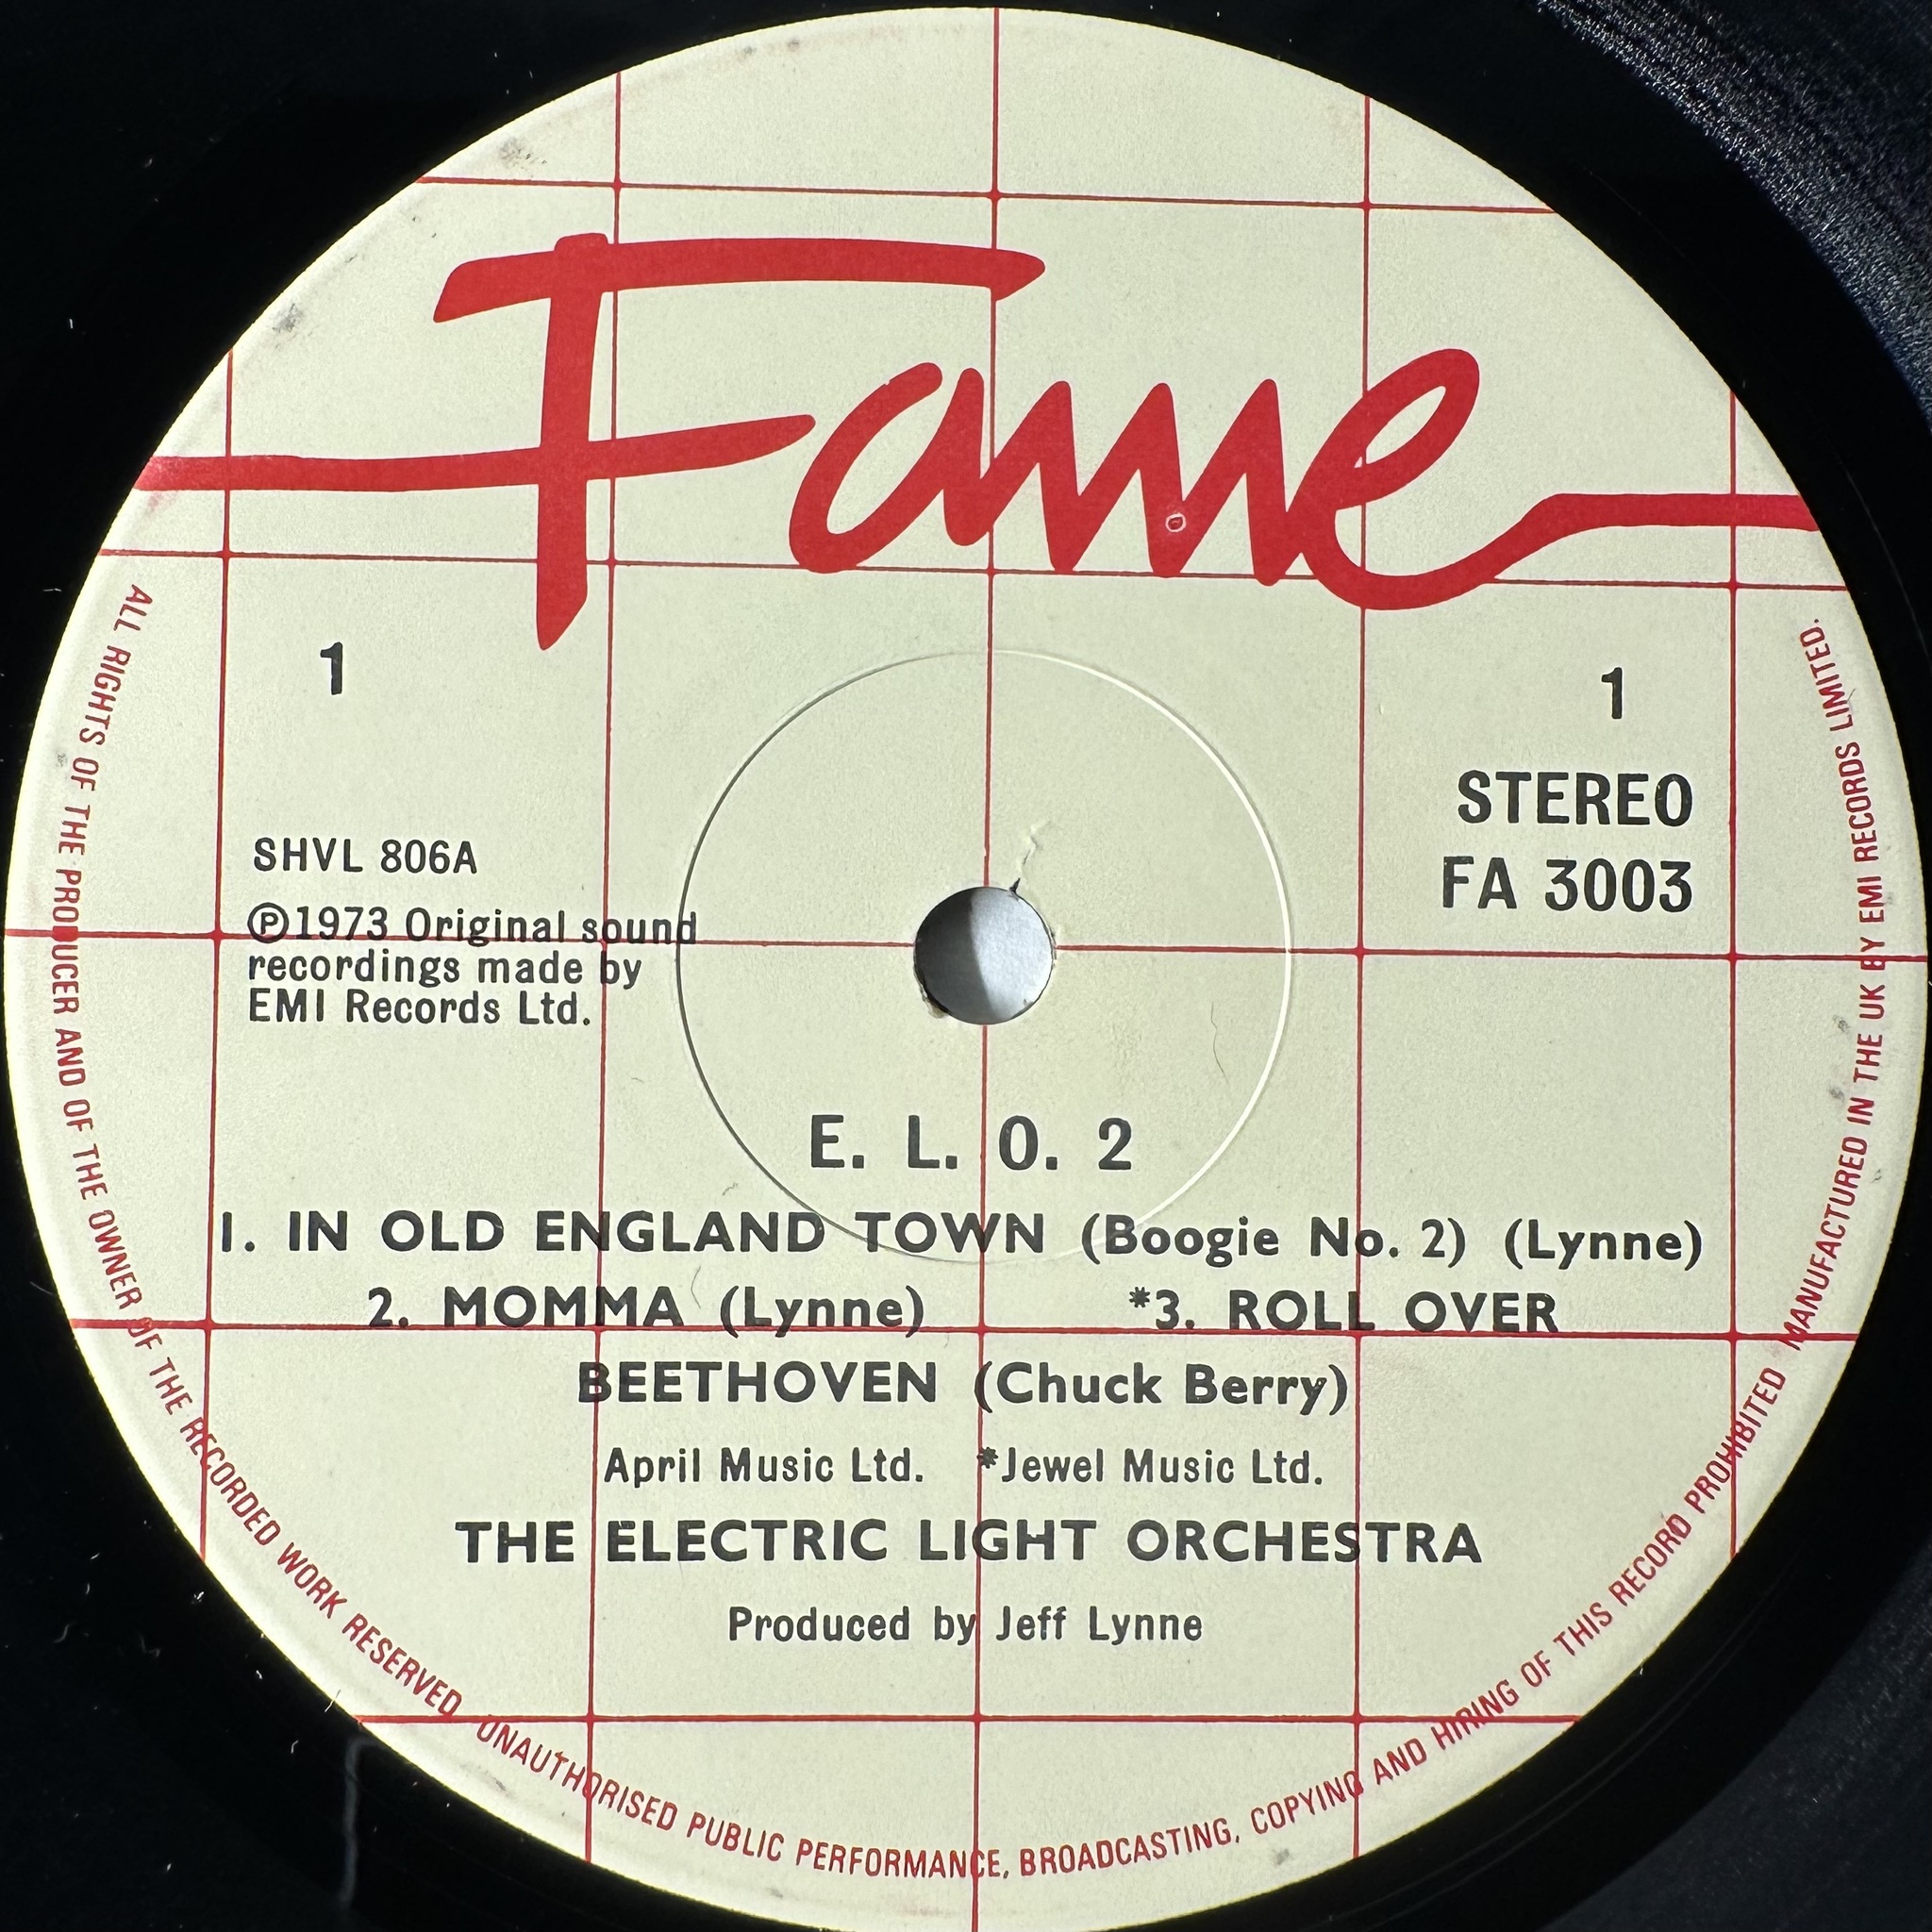 Fame
1
1
STEREO
FA 3003
SHVL 806A
Ⓟ1973 Original sound
recordings made by
EMI Records Ltd.
E. L. O. 2
1. IN OLD ENGLAND TOWN (Boogie No. 2) (Lynne)
2. MOMMA (Lynne) *3. ROLL OVER
BEETHOVEN (Chuck Berry)
April Music Ltd. *Jewel Music Ltd.
THE ELECTRIC LIGHT ORCHESTRA
Produced by Jeff Lynne
ALL RIGHTS OF THE PRODUCER AND OF THE OWNER OF THE RECORDED WORK RESERVED. UNAUTHORISED PUBLIC PERFORMANCE, BROADCASTING, COPYING AND HIRING OF THIS RECORD PROHIBITED MANUFACTURED IN THE UK BY EMI RECORDS LIMITED.